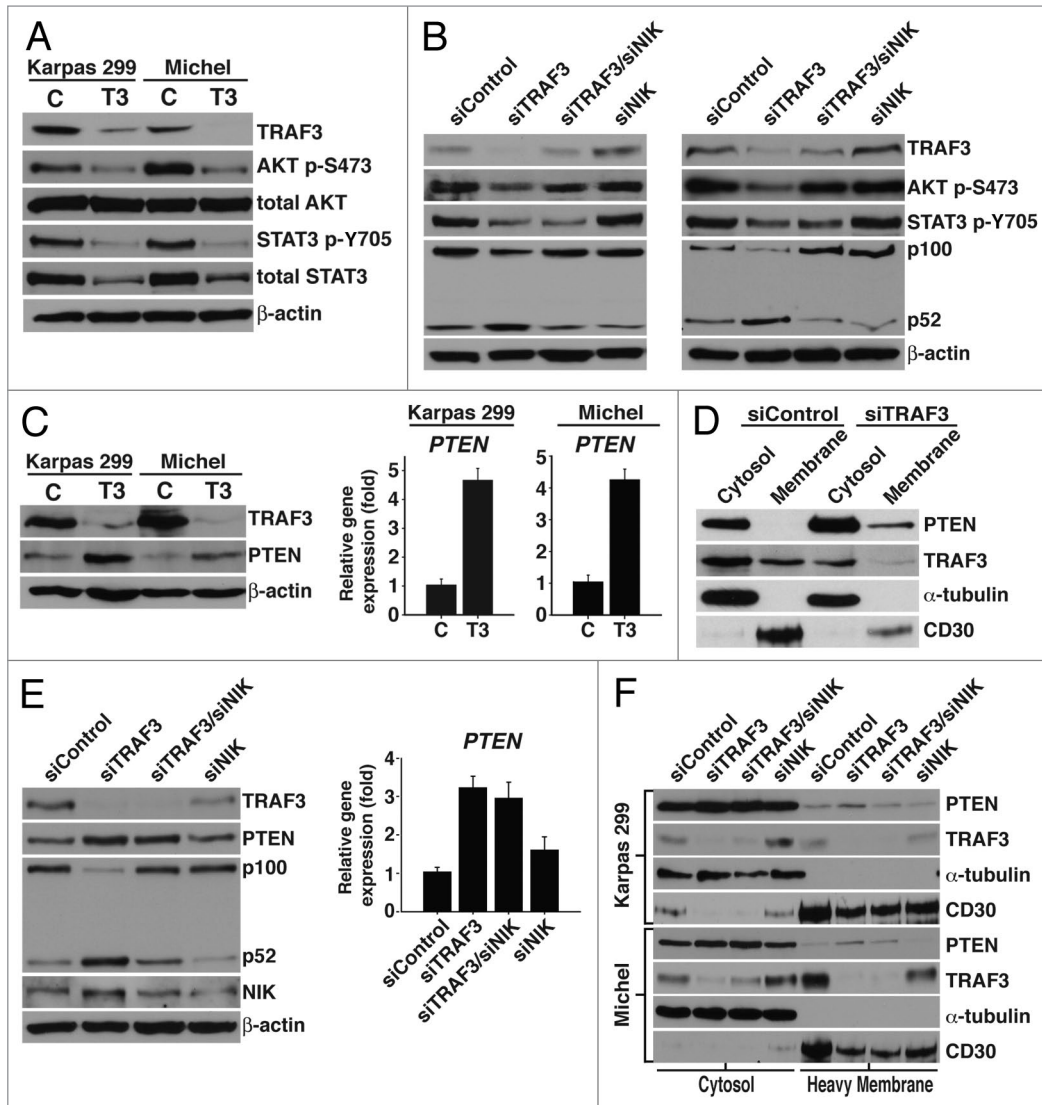 A
Karpas 299 Michel
C T3 C T3
TRAF3
AKT p-S473
total AKT
STAT3 p-Y705
total STAT3
β-actin
B
siControl siTRAF3 siTRAF3/siNIK siNIK siControl siTRAF3 siTRAF3/siNIK siNIK
TRAF3
AKT p-S473
STAT3 p-Y705
p100
p52
β-actin
C
Karpas 299 Michel
C T3 C T3
TRAF3
PTEN
β-actin
Karpas 299 Michel
PTEN PTEN
Relative gene
expression (fold)
5 5
4 4
3 3
2 2
1 1
0 0
C T3 C T3
D
siControl siTRAF3
Cytosol Membrane Cytosol Membrane
PTEN
TRAF3
α-tubulin
CD30
E
siControl siTRAF3 siTRAF3/siNIK siNIK
TRAF3
PTEN
p100
p52
NIK
β-actin
PTEN
Relative gene
expression (fold)
4
3
2
1
0
siControl siTRAF3 siTRAF3/siNIK siNIK
F
siControl siTRAF3 siTRAF3/siNIK siNIK siControl siTRAF3 siTRAF3/siNIK siNIK
Karpas 299
PTEN
TRAF3
α-tubulin
CD30
Michel
PTEN
TRAF3
α-tubulin
CD30
Cytosol Heavy Membrane